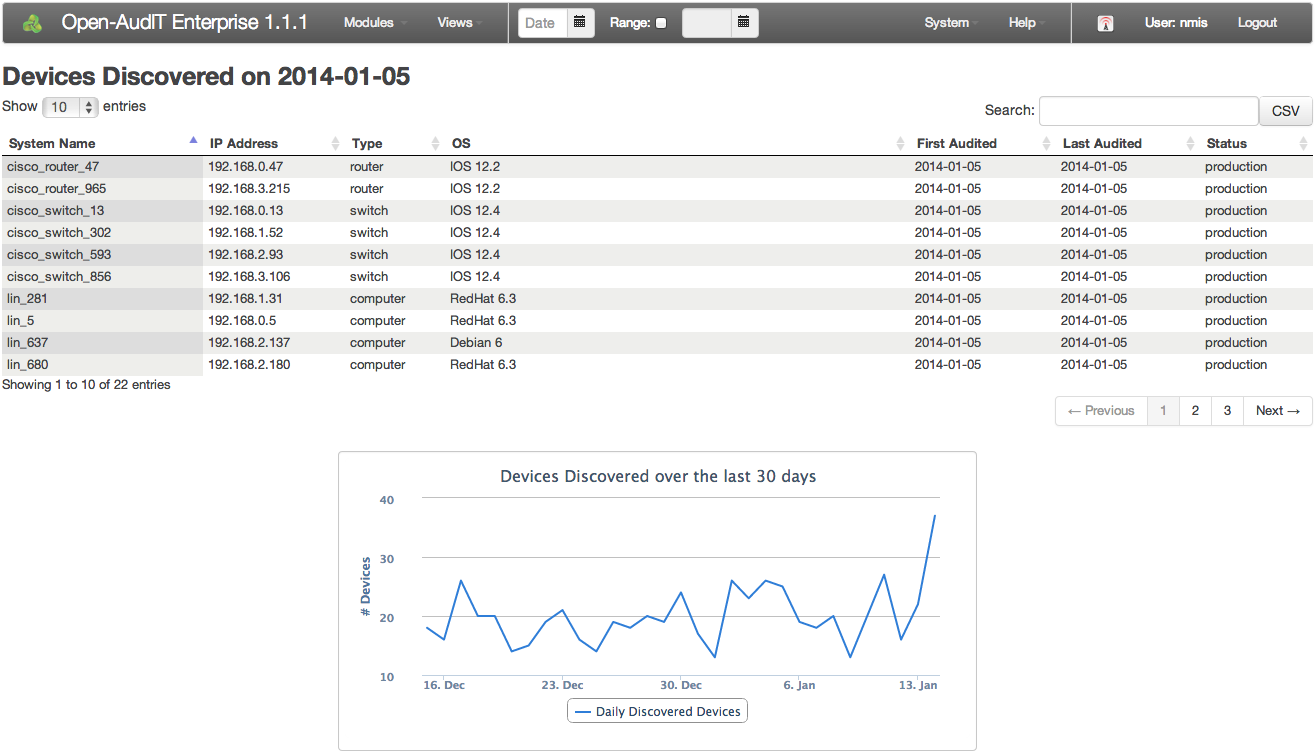 Open-AudIT Enterprise 1.1.1 Modules Views Date Range: System Help User: nmis Logout
Devices Discovered on 2014-01-05
Show 10 entries
Search: CSV
System Name IP Address Type OS First Audited Last Audited Status
cisco_router_47 192.168.0.47 router IOS 12.2 2014-01-05 2014-01-05 production
cisco_router_965 192.168.3.215 router IOS 12.2 2014-01-05 2014-01-05 production
cisco_switch_13 192.168.0.13 switch IOS 12.4 2014-01-05 2014-01-05 production
cisco_switch_302 192.168.1.52 switch IOS 12.4 2014-01-05 2014-01-05 production
cisco_switch_593 192.168.2.93 switch IOS 12.4 2014-01-05 2014-01-05 production
cisco_switch_856 192.168.3.106 switch IOS 12.4 2014-01-05 2014-01-05 production
lin_281 192.168.1.31 computer RedHat 6.3 2014-01-05 2014-01-05 production
lin_5 192.168.0.5 computer RedHat 6.3 2014-01-05 2014-01-05 production
lin_637 192.168.2.137 computer Debian 6 2014-01-05 2014-01-05 production
lin_680 192.168.2.180 computer RedHat 6.3 2014-01-05 2014-01-05 production
Showing 1 to 10 of 22 entries
← Previous 1 2 3 Next →
Devices Discovered over the last 30 days
# Devices
40
30
20
10
16. Dec 23. Dec 30. Dec 6. Jan 13. Jan
Daily Discovered Devices